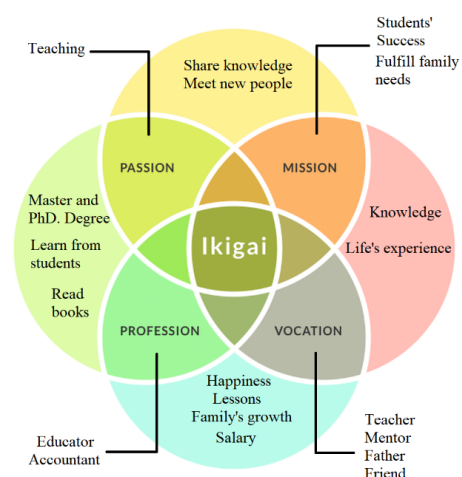 Teaching
Students'
Success
Fulfill family
needs
Share knowledge
Meet new people
PASSION
MISSION
Master and
PhD. Degree
Learn from
students
Read
books
Ikigai
Knowledge
Life's experience
PROFESSION
VOCATION
Happiness
Lessons
Family's growth
Salary
Educator
Accountant
Teacher
Mentor
Father
Friend